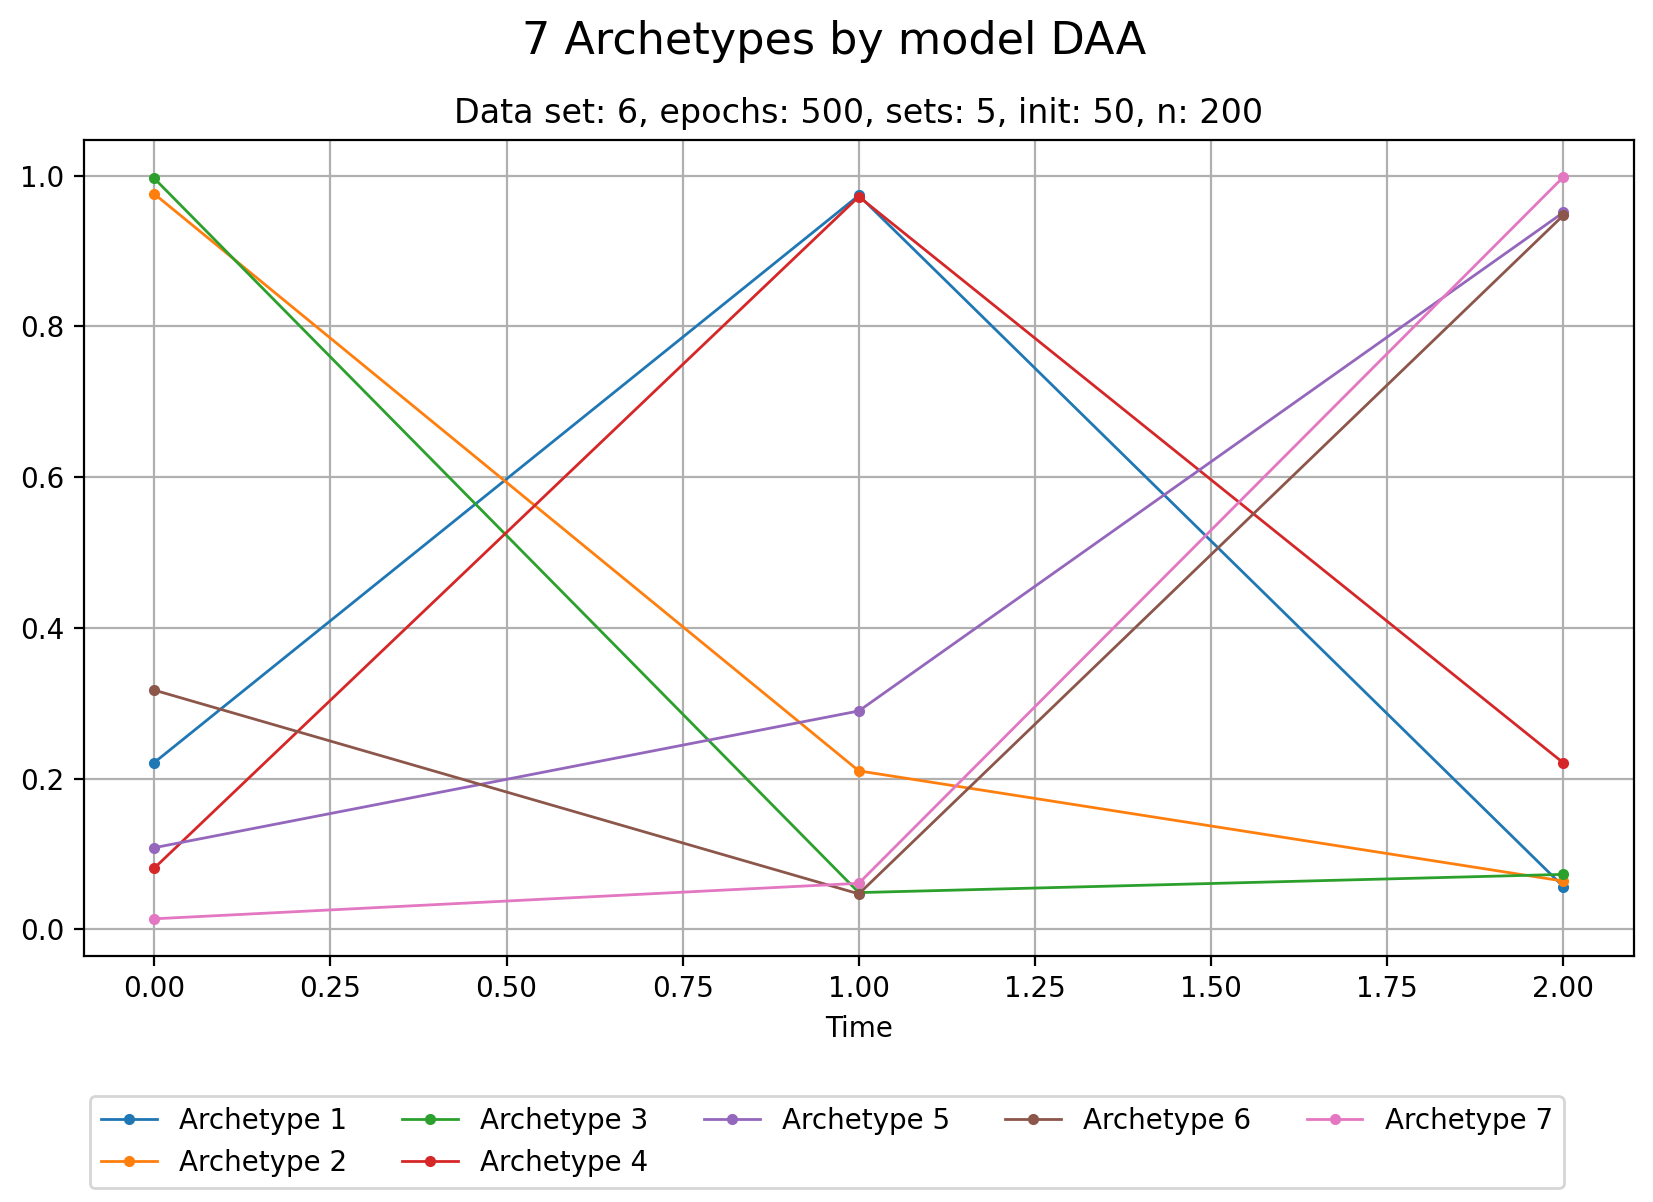 7 Archetypes by model DAA
Data set: 6, epochs: 500, sets: 5, init: 50, n: 200
1.0
0.8
0.6
0.4
0.2
0.0
0.00 0.25 0.50 0.75 1.00 1.25 1.50 1.75 2.00
Time
Archetype 1 Archetype 3 Archetype 5 Archetype 6 Archetype 7
Archetype 2 Archetype 4